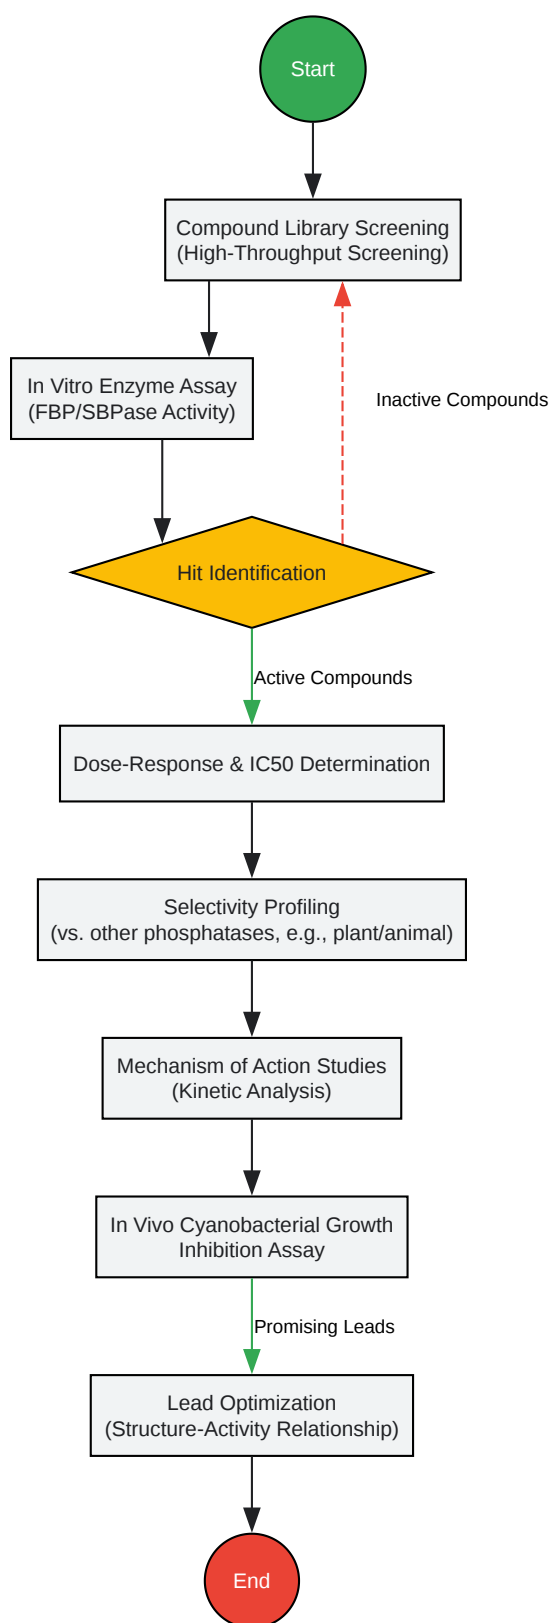 Start
Compound Library Screening
(High-Throughput Screening)
In Vitro Enzyme Assay
(FBP/SBPase Activity)
Inactive Compounds
Hit Identification
Active Compounds
Dose-Response & IC50 Determination
Selectivity Profiling
(vs. other phosphatases, e.g., plant/animal)
Mechanism of Action Studies
(Kinetic Analysis)
In Vivo Cyanobacterial Growth
Inhibition Assay
Promising Leads
Lead Optimization
(Structure-Activity Relationship)
End